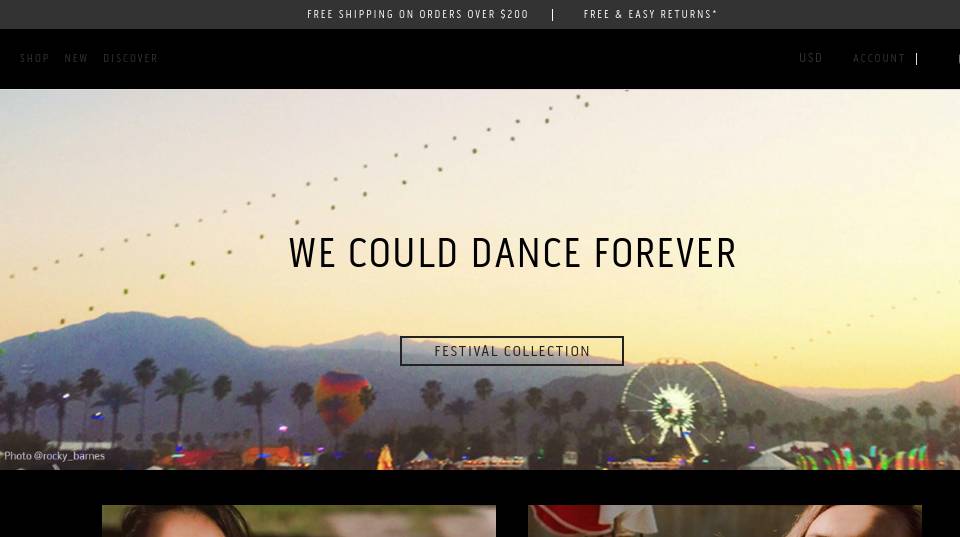 FREE SHIPPING ON ORDERS OVER $200 | FREE & EASY RETURNS*
SHOP NEW DISCOVER USD ACCOUNT |
WE COULD DANCE FOREVER
FESTIVAL COLLECTION
Photo @rocky_barnes